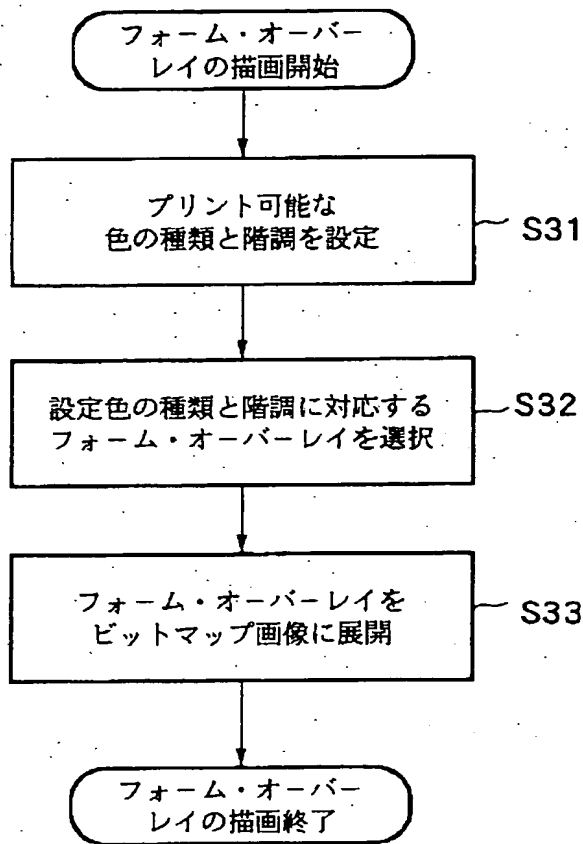 フォーム・オーバー
レイの描画開始
プリント可能な
色の種類と階調を設定
S31
設定色の種類と階調に対応する
フォーム・オーバーレイを選択
S32
フォーム・オーバーレイを
ビットマップ画像に展開
S33
フォーム・オーバー
レイの描画終了